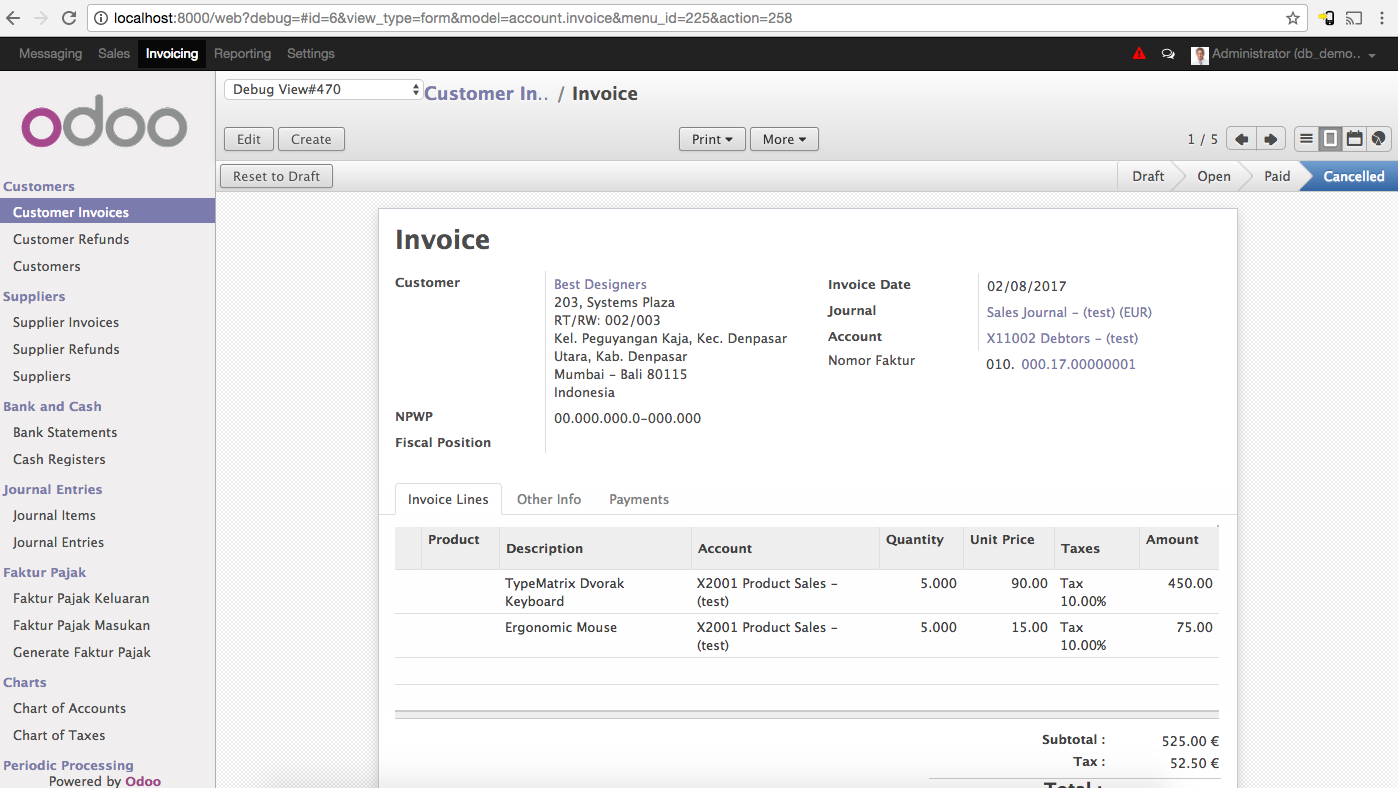 localhost:8000/web?debug=#id=6&view_type=form&model=account.invoice&menu_id=225&action=258
Messaging Sales Invoicing Reporting Settings Administrator (db_demo..
odoo
Debug View#470 Customer In.. / Invoice
Edit Create Print More 1 / 5
Reset to Draft Draft Open Paid Cancelled
Customers
Customer Invoices
Customer Refunds
Customers
Suppliers
Supplier Invoices
Supplier Refunds
Suppliers
Bank and Cash
Bank Statements
Cash Registers
Journal Entries
Journal Items
Journal Entries
Faktur Pajak
Faktur Pajak Keluaran
Faktur Pajak Masukan
Generate Faktur Pajak
Charts
Chart of Accounts
Chart of Taxes
Periodic Processing
Powered by Odoo
Invoice
Customer
Best Designers
203, Systems Plaza
RT/RW: 002/003
Kel. Peguyangan Kaja, Kec. Denpasar
Utara, Kab. Denpasar
Mumbai - Bali 80115
Indonesia
NPWP 00.000.000.0-000.000
Fiscal Position
Invoice Date 02/08/2017
Journal Sales Journal - (test) (EUR)
Account X11002 Debtors - (test)
Nomor Faktur 010. 000.17.00000001
Invoice Lines Other Info Payments
Product Description Account Quantity Unit Price Taxes Amount
TypeMatrix Dvorak X2001 Product Sales - 5.000 90.00 Tax 450.00
Keyboard (test) 10.00%
Ergonomic Mouse X2001 Product Sales - 5.000 15.00 Tax 75.00
(test) 10.00%
Subtotal : 525.00 €
Tax : 52.50 €
Total :